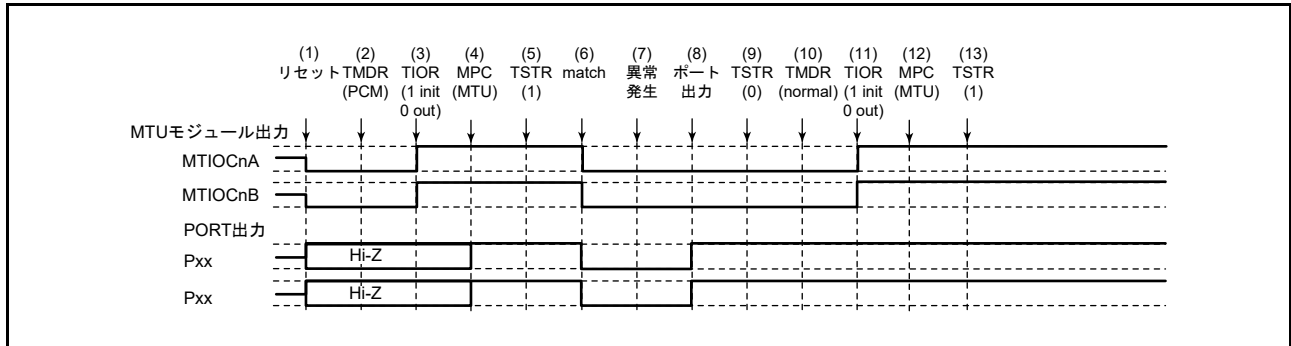 (1) (2) (3) (4) (5) (6) (7) (8) (9) (10) (11) (12) (13)
リセット TMDR TIOR MPC TSTR match 異常 ポート TSTR TMDR TIOR MPC TSTR
(PCM) (1 init (MTU) (1) 発生 出力 (0) (normal) (1 init (MTU) (1)
0 out) 0 out)
MTUモジュール出力
MTIOCnA
MTIOCnB
PORT出力
Pxx Hi-Z
Pxx Hi-Z